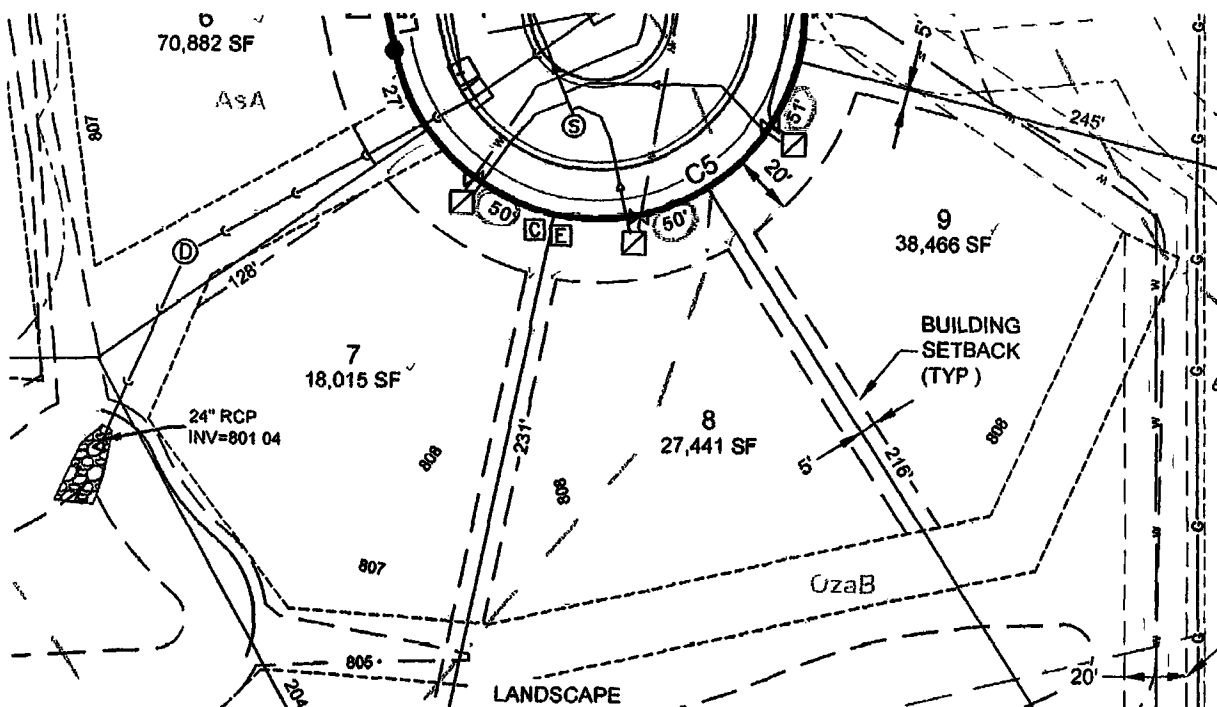 6
70,882 SF
AsA
807
27'
S
C5
57'
20'
5'
245'
50'
50'
C E
D
128'
9
38,466 SF
7
18,015 SF
BUILDING
SETBACK
(TYP )
24" RCP
INV=801 04
8
27,441 SF
231'
808
808
808
5'
216'
807
OzaB
805
204
LANDSCAPE
20'
W
W
W
W
W
W
W
G
G
G
G
G
G